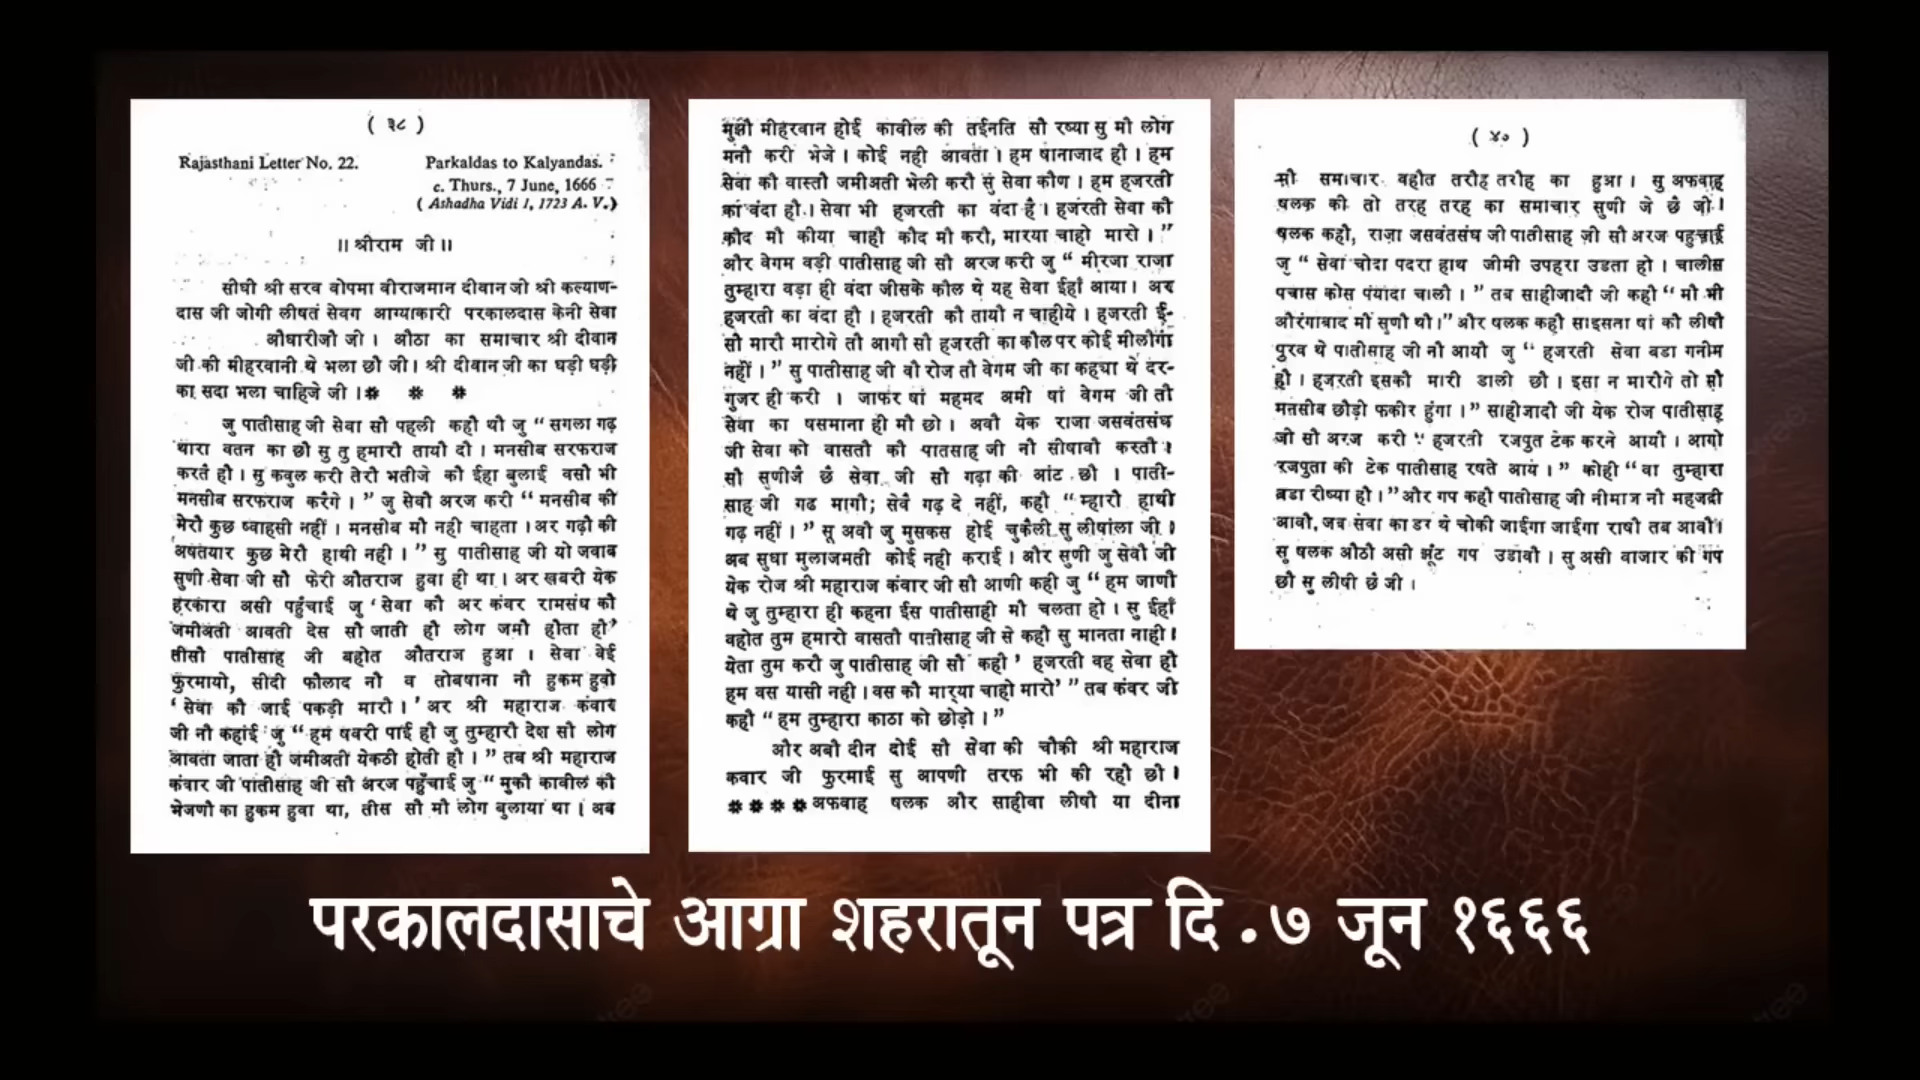 ( ३८ )
Rajasthani Letter No. 22.
Parkaldas to Kalyandas.
c. Thurs., 7 June, 1666
( Ashadha Vidi 1, 1723 A. V.)
॥ श्रीराम जी ॥
सीधी श्री सरव वोपमा वीराजमान दीवान जी श्री कल्याण-
दास जी जोगी लीषतं सेवग आग्याकारी परकालदास केनी सेवा
औधारीजो जी । औठा का समाचार श्री दीवान
जी की मीहरवानी थे भला छौ जी। श्री दीवान जी का घड़ी घड़ी
का सदा भला चाहिजे जी ।* * *
जु पातीसाह जी सेवा सौ पहली कहौ थौ जु “ सगला गढ़
थारा वतन का छौ सु तु हमारौ तायौ दौ । मनसीब सरफराज
करतं हौ । सु कवुल करी तेरौ भतीजे कौ ईहा बुलाई वसौ भी
मनसीब सरफराज करेंगे । ” जु सेवौ अरज करी “ मनसीब की
मेरौ कुछ ष्वाहसी नहीं । मनसीब मौ नही चाहता । अर गढ़ौ की
अषतयार कुछ मेरौ हाथी नही । ” सु पातीसाह जी यो जवाब
सुणी सेवा जी सौ फेरी औतराज हुवा ही था । अर खबरी येक
हरकारा असी पहुँचाई जु ‘ सेवा कौ अर कंवर रामसंघ कौ
जमीअती आवती देस सौ जाती हौ लोग जमौ होता हौ’
तीसौ पातीसाह जी बहोत औतराज हुआ । सेवा वेई
फुरमायो, सीदी फौलाद नौ व तोबषाना नौ हुकम हुवो
‘ सेवा कौ जाई पकड़ी मारौ । ’ अर श्री महाराज कंवार
जी नौ कहांई जु “ हमं षवरी पाई हौ जु तुम्हारौ देश सौ लोग
आवता जाता हौ जमीअती येकठी होती हौ । ” तब श्री महाराज
कंवार जी पातीसाह जी सौ अरज पहुँचाई जु “ मुकौ कावील कौ
भेजणौ का हुकम हुवा था, तीस सौ मौ लोग बुलाया था । अब
मुझौ मीहरवान होई कावील की तईनति सौ रष्या सु मौ लोग
मनौ करी भेजे । कोई नही आवता । हम षानाजाद हौ । हम
सेवा कौ वास्तौ जमीअती भेली करौ सु सेवा कौण । हम हजरती
का वंदा हौ । सेवा भी हजरती का वंदा है । हजरती सेवा कौ
कौद मौ कीया चाहौ कौद मौ करौ, मारया चाहो मारो । ”
और वेगम वड़ी पातीसाह जी सौ अरज करी जु “ मीरजा राजा
तुम्हारा वड़ा ही वंदा जीसके कौल थे यह सेवा ईहाँ आया । अर
हजरती का वंदा हौ । हजरती कौ तायौ न चाहीये । हजरती ई-
सौ मारौ मारोगे तौ आगौ सौ हजरती का कौल पर कोई मीलौगा
नहीं । ” सु पातीसाह जी वौ रोज तौ वेगम जी का कहया थे दर-
गुजर ही करी । जाफर षां महमद अमी षां वेगम जी तौ
सेवा का षसमाना ही मौ छो । अवौ येक राजा जसवंतसंघ
जी सेवा को वासतौ कौ पातसाह जी नौ सीषावौ करतौ ।
सौ सुणीजै छै सेवा जी सौ गढ़ा की आंट छौ । पाती-
साह जी गढ मागौ; सेवै गढ़ दे नहीं, कहौ “ म्हारौ हाथी
गढ़ नहीं । ” सू अवौ जु मुसकस होई चुकैली सु लीषांला जी ।
अब सुधा मुलाजमती कोई नही कराई । और सुणी जु सेवौ जी
येक रोज श्री महाराज कंवार जी सौ आणी कही जु “ हम जाणौ
थे जु तुम्हारा ही कहना ईस पातीसाही मौ चलता हो । सु ईहाँ
वहोत तुम हमारो वासतौ पातीसाह जी से कहौ सु मानता नाही ।
येता तुम करौ जु पातीसाह जी सौ कहौ ’ हजरती वह सेवा हौ
हम वस यासी नही । वस कौ मार्‌या चाहो मारो’ ” तब कंवर जी
कहौ “ हम तुम्हारा काठा को छोड़ो । ”
और अबौ दीन दोई सौ सेवा की चौकी श्री महाराज
कवार जी फुरमाई सु आपणी तरफ भी की रहौ छौ ।
****अफवाह षलक और साहीवा लीषौ या दीना
( ४० )
मौ समाचार वहौत तरौह तरौह का हुआ । सु अफवाह
षलक की तो तरह तरह का समाचार सुणी जे छै जी ।
षलक कहौ, राजा जसवंतसंघ जी पातीसाह जी सौ अरज पहुचाई
जु “ सेवा चोदा पदरा हाथ जीमी उपहरा उडता हो । चालीस
पचास कोस पंयादा चालौ । ” तब साहीजादौ जी कहौ “ मौ भी
औरंगाबाद मौ सुणौ थौ।” और षलक कहौ साइसता षां कौ लीषौ
पुरव थे पातीसाह जी नौ आयौ जु “ हजरती सेवा बडा गनीम
हौ । हजरती इसकौ मारी डाली छौ । इसा न मारौगे तो मौ
मनसीब छौड़ो फकीर हुंगा । ” साहीजादौ जी येक रोज पातीसाह
जी सौ अरज करी “ हजरती रजपुत टेक करने आयौ । आगो
रजपुता की टेक पातीसाह रषते आये । ” कोही “ वा तुम्हारा
बडा रीष्या हौ । ” और गप कहौ पातीसाह जी नीमाज नौ महजदी
आवौ, जब सेवा का डर थे चोकी जाईगा जाईगा राषौ तब आवौ ।
सु षलक औठौ असी झूंट गप उडावौ । सु असी वाजार की गप
छौ सु लीषी छै जी ।
परकालदासाचे आग्रा शहरातून पत्र दि .७ जून १६६६